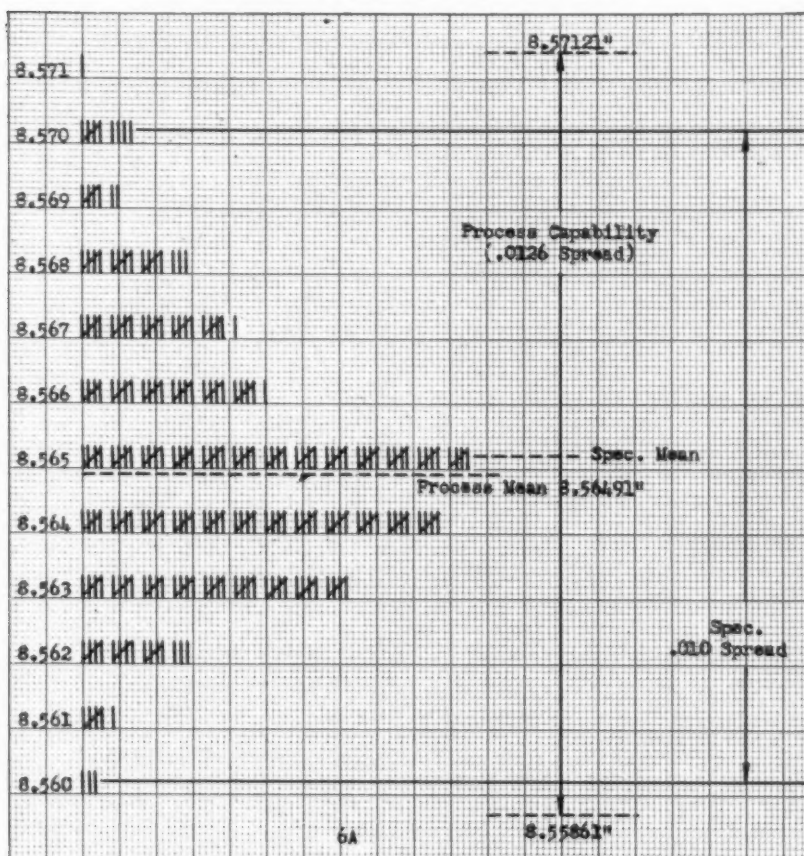 8.57121"
8.571
8.570
8.569
Process Capability
(.0126 Spread)
8.568
8.567
8.566
8.565
Spec. Mean
Process Mean 8.56491"
8.564
8.563
Spec.
.010 Spread
8.562
8.561
8.560
8.55861"
6A